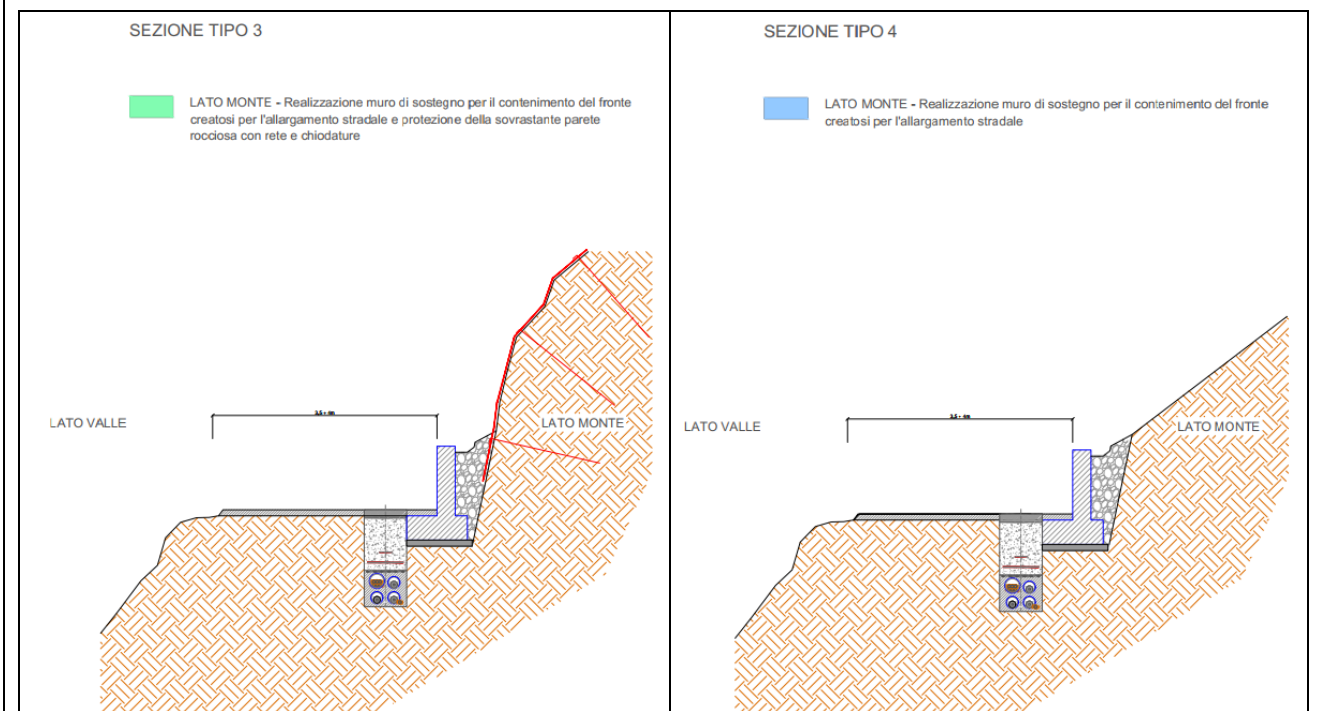 SEZIONE TIPO 3
LATO MONTE - Realizzazione muro di sostegno per il contenimento del fronte
creatosi per l'allargamento stradale e protezione della sovrastante parete
rocciosa con rete e chiodature
LATO VALLE
LATO MONTE
SEZIONE TIPO 4
LATO MONTE - Realizzazione muro di sostegno per il contenimento del fronte
creatosi per l'allargamento stradale
LATO VALLE
LATO MONTE